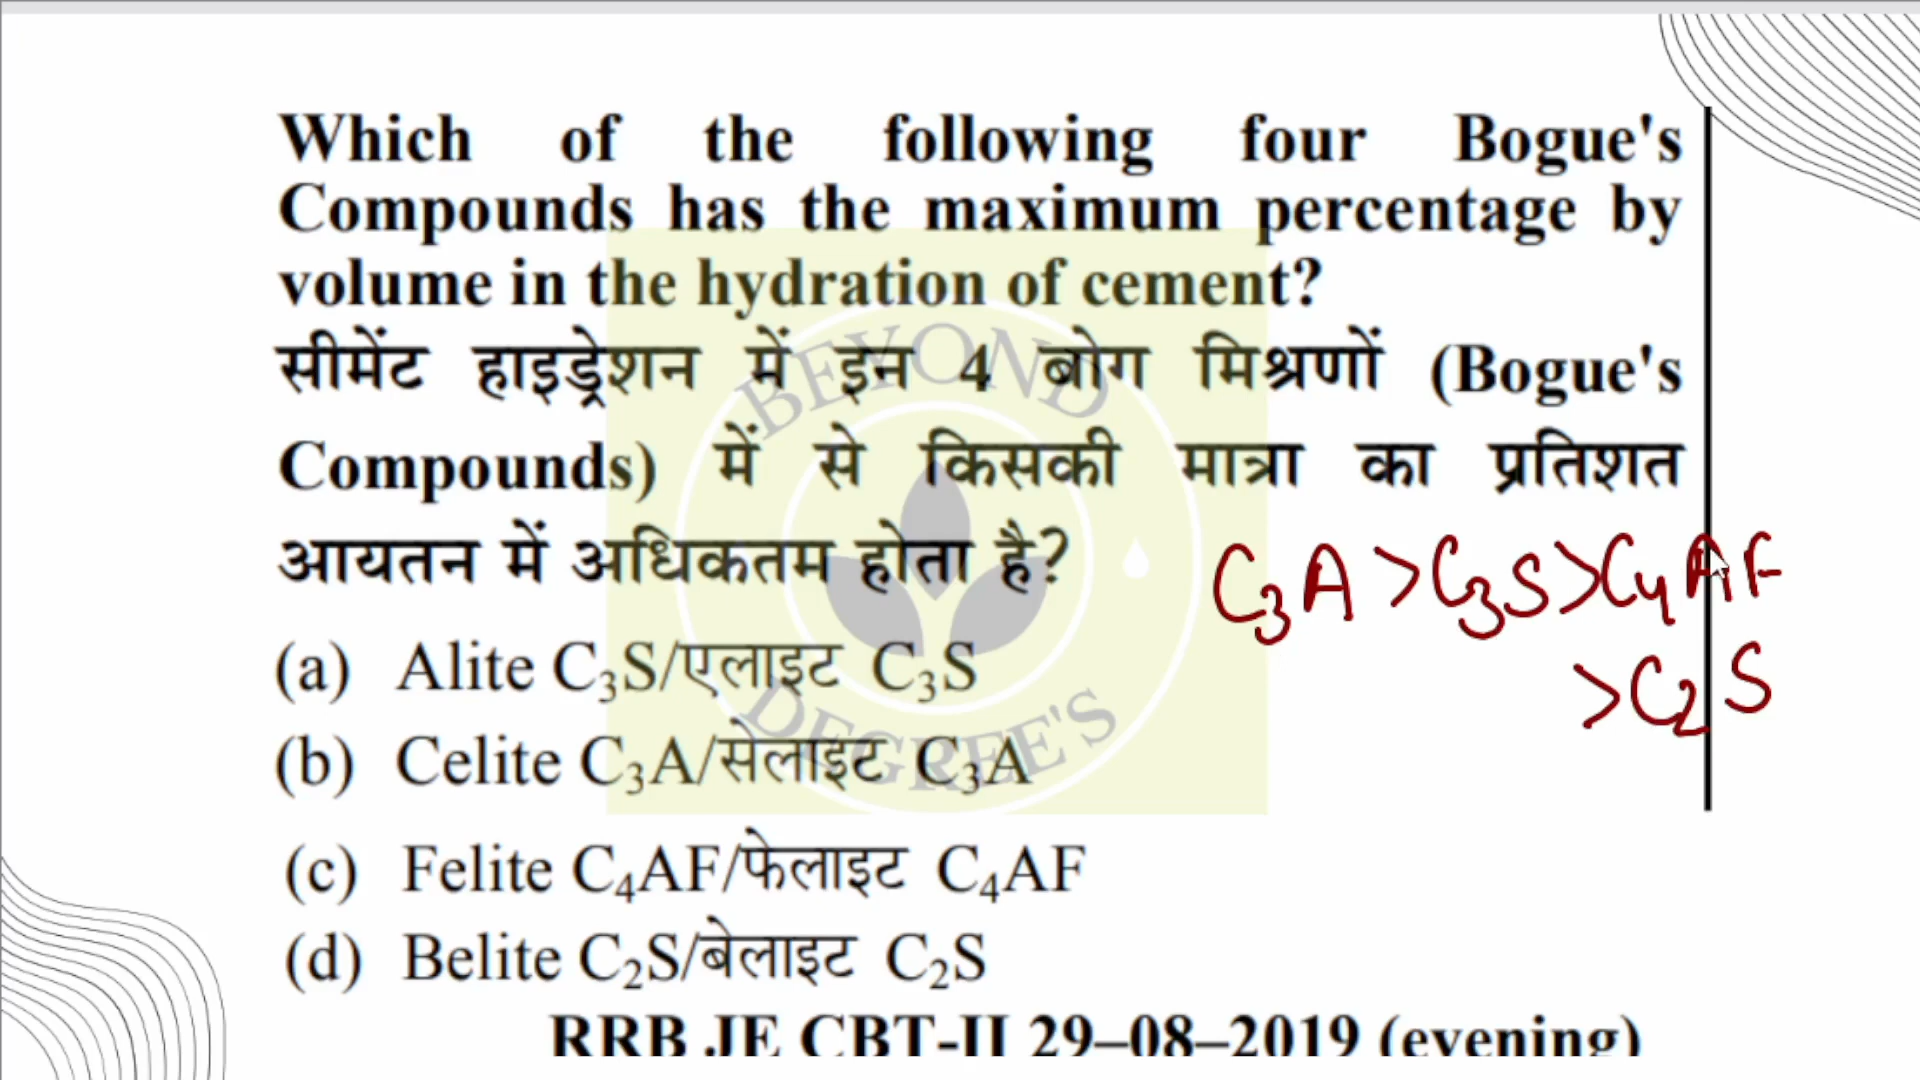 Which of the following four Bogue's
Compounds has the maximum percentage by
volume in the hydration of cement?
सीमेंट हाइड्रेशन में इन 4 बोग मिश्रणों (Bogue's
Compounds) में से किसकी मात्रा का प्रतिशत
आयतन में अधिकतम होता है?
C₃A >C₃S>C₄AF
>C₂S
(a) Alite C₃S/एलाइट C₃S
(b) Celite C₃A/सेलाइट C₃A
(c) Felite C₄AF/फेलाइट C₄AF
(d) Belite C₂S/बेलाइट C₂S
RRB JE CBT-II 29–08–2019 (evening)
BEYOND
DEGREE'S